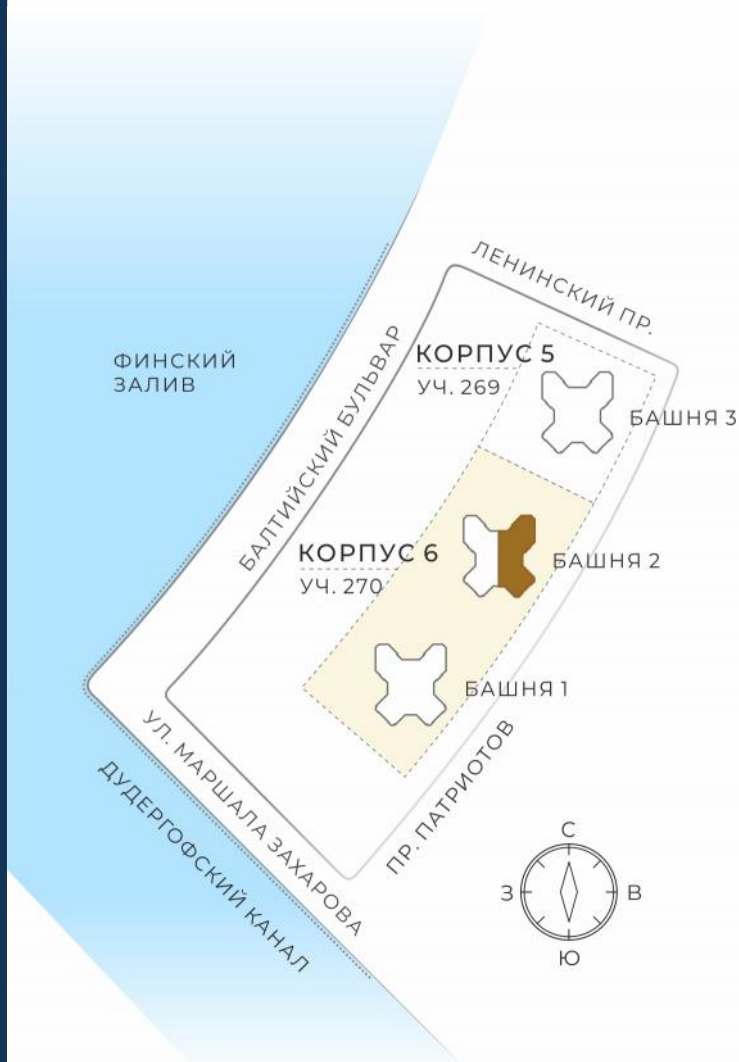 ЛЕНИНСКИЙ ПР.
ФИНСКИЙ
ЗАЛИВ
БАЛТИЙСКИЙ БУЛЬВАР
КОРПУС 5
УЧ. 269
БАШНЯ 3
КОРПУС 6
УЧ. 270
БАШНЯ 2
БАШНЯ 1
УЛ. МАРШАЛА ЗАХАРОВА
ДУДЕРГОФСКИЙ КАНАЛ
ПР. ПАТРИОТОВ
С
З
В
Ю